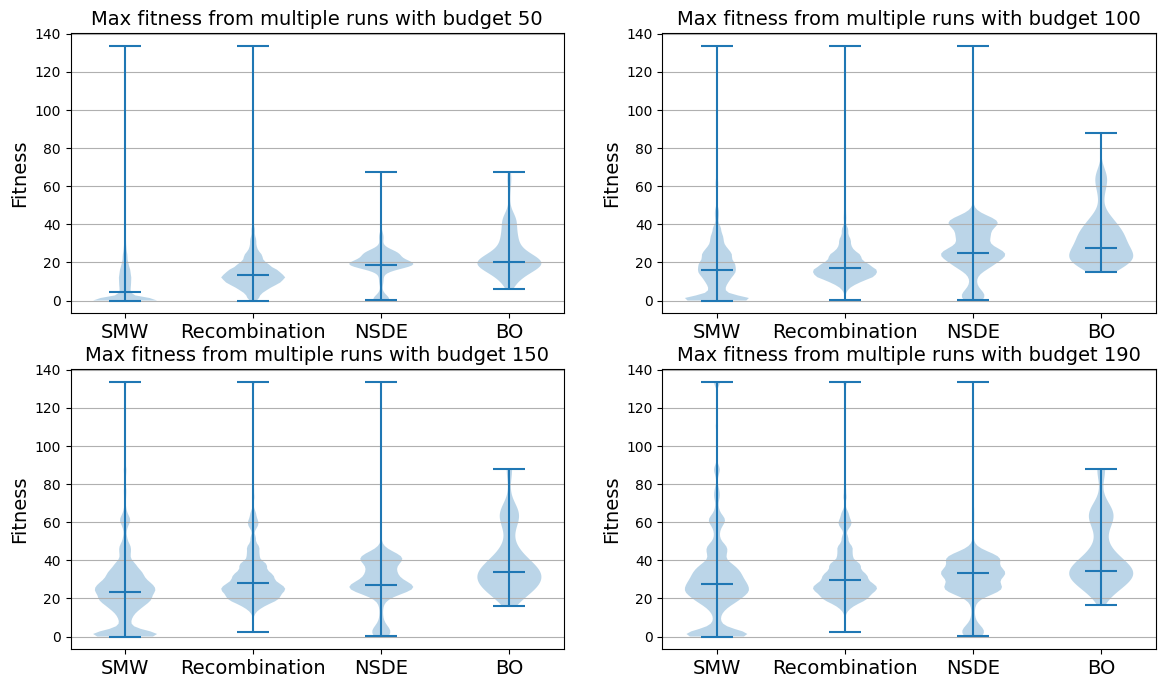 Max fitness from multiple runs with budget 50
140
120
100
80
60
40
20
0
Fitness
SMW Recombination NSDE BO
Max fitness from multiple runs with budget 100
140
120
100
80
60
40
20
0
Fitness
SMW Recombination NSDE BO
Max fitness from multiple runs with budget 150
140
120
100
80
60
40
20
0
Fitness
SMW Recombination NSDE BO
Max fitness from multiple runs with budget 190
140
120
100
80
60
40
20
0
Fitness
SMW Recombination NSDE BO